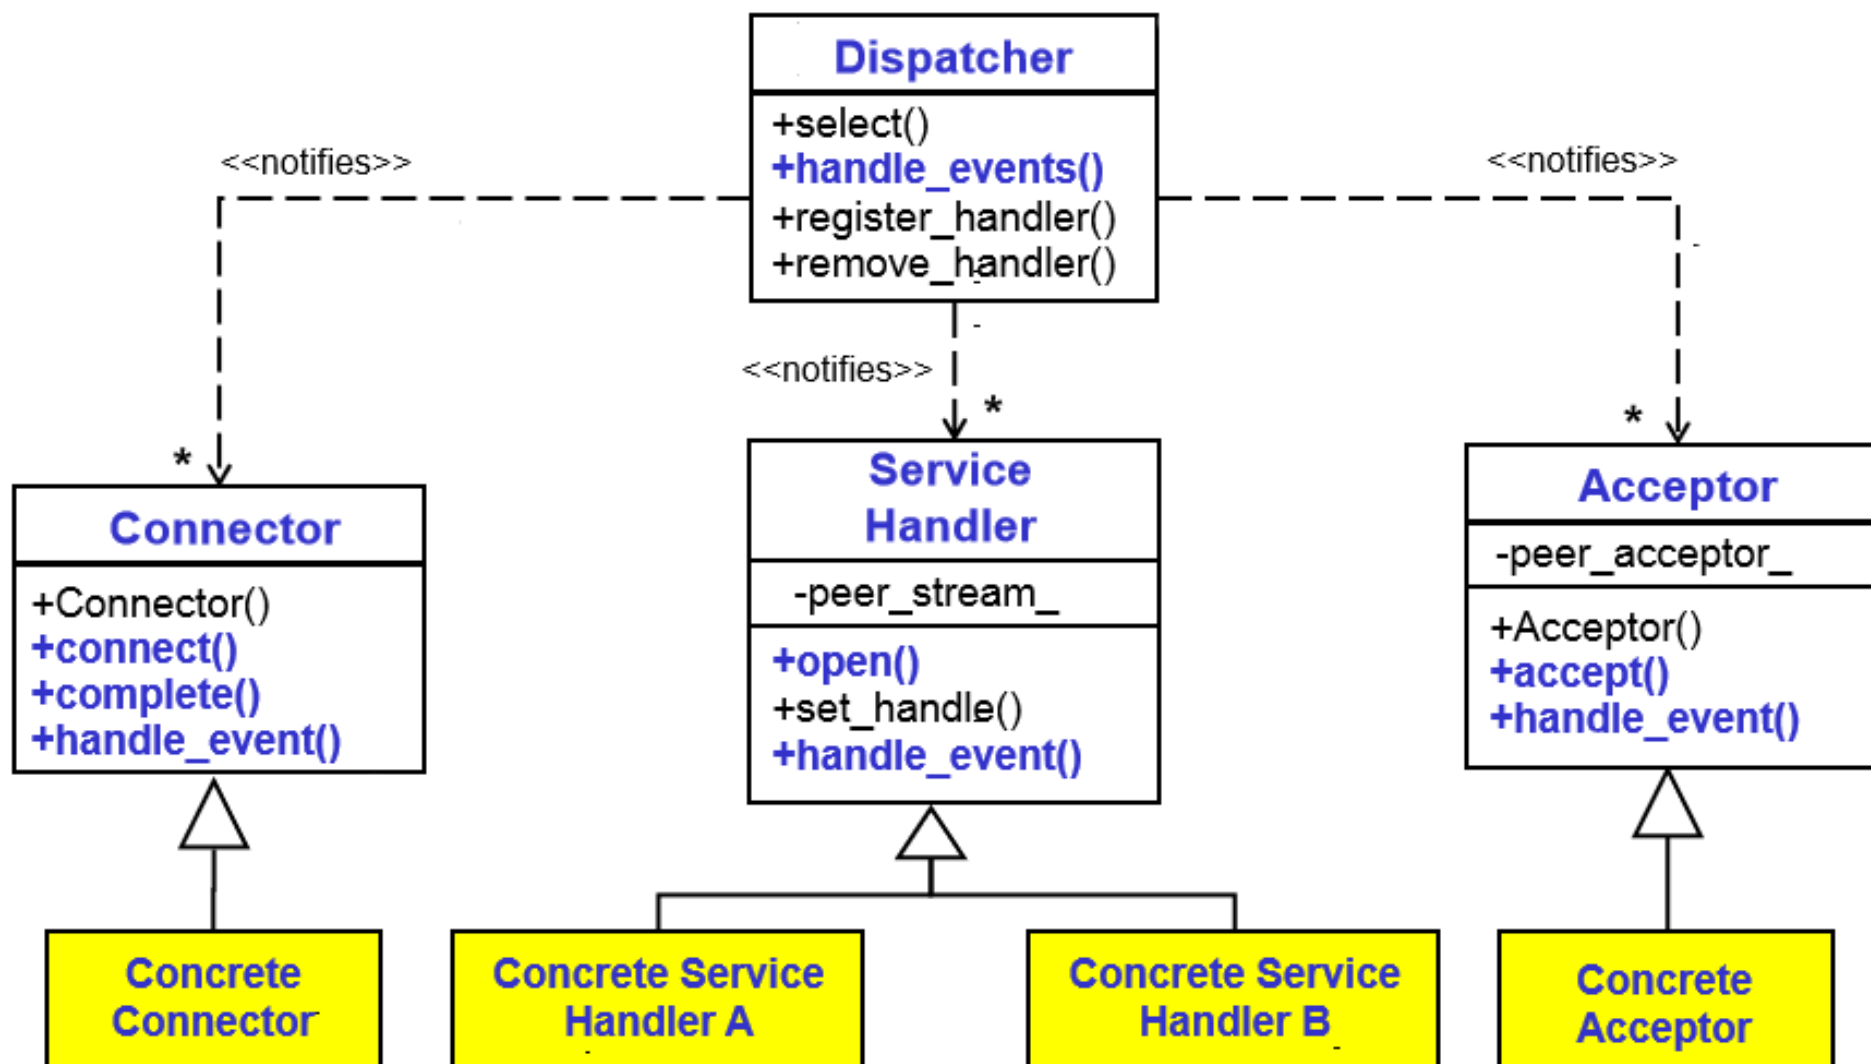 Dispatcher
+select()
+handle_events()
+register_handler()
+remove_handler()
<<notifies>>
<<notifies>>
<<notifies>>
*
*
*
Connector
+Connector()
+connect()
+complete()
+handle_event()
Service
Handler
-peer_stream_
+open()
+set_handle()
+handle_event()
Acceptor
-peer_acceptor_
+Acceptor()
+accept()
+handle_event()
Concrete
Connector
Concrete Service
Handler A
Concrete Service
Handler B
Concrete
Acceptor